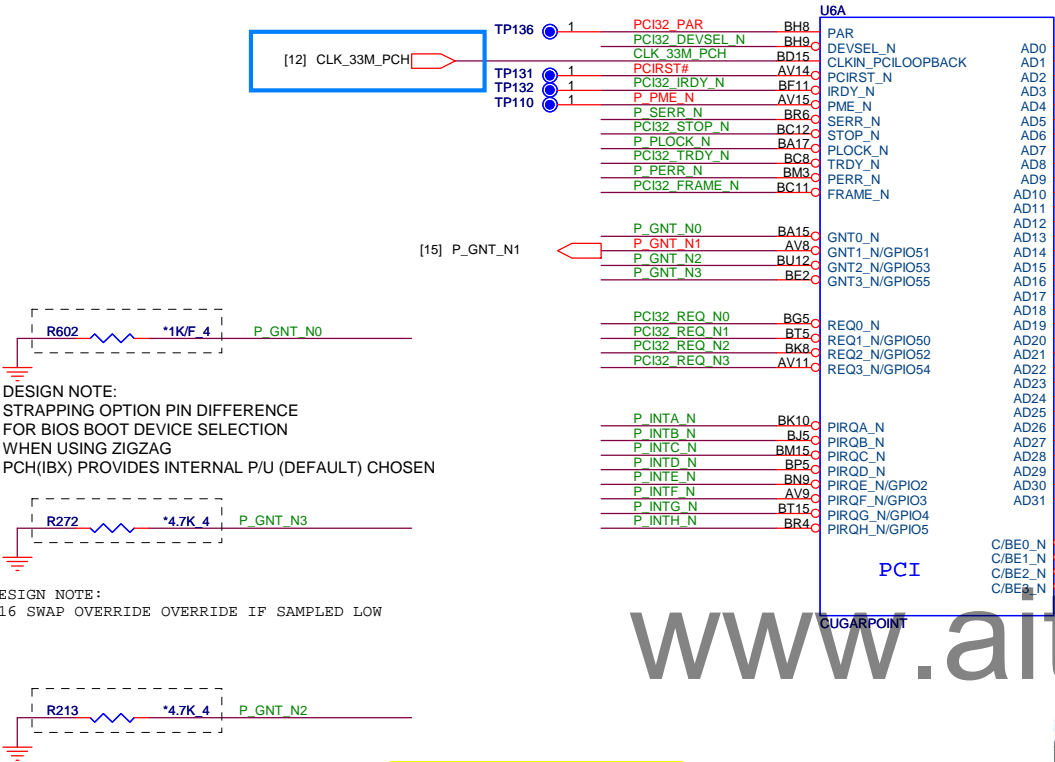 U6A
TP136 1 PCI32_PAR BH8 PAR
PCI32_DEVSEL_N BH9 DEVSEL_N AD0
[12] CLK_33M_PCH CLK_33M_PCH BD15 CLKIN_PCILOOPBACK AD1
TP131 1 PCIRST# AV14 PCIRST_N AD2
TP132 1 PCI32_IRDY_N BF11 IRDY_N AD3
TP110 1 P_PME_N AV15 PME_N AD4
P_SERR_N BR6 SERR_N AD5
PCI32_STOP_N BC12 STOP_N AD6
P_PLOCK_N BA17 PLOCK_N AD7
PCI32_TRDY_N BC8 TRDY_N AD8
P_PERR_N BM3 PERR_N AD9
PCI32_FRAME_N BC11 FRAME_N AD10
AD11
AD12
P_GNT_N0 BA15 GNT0_N AD13
[15] P_GNT_N1 P_GNT_N1 AV8 GNT1_N/GPIO51 AD14
P_GNT_N2 BU12 GNT2_N/GPIO53 AD15
P_GNT_N3 BE2 GNT3_N/GPIO55 AD16
AD17
AD18
PCI32_REQ_N0 BG5 REQ0_N AD19
PCI32_REQ_N1 BT5 REQ1_N/GPIO50 AD20
PCI32_REQ_N2 BK8 REQ2_N/GPIO52 AD21
PCI32_REQ_N3 AV11 REQ3_N/GPIO54 AD22
AD23
AD24
AD25
P_INTA_N BK10 PIRQA_N AD26
P_INTB_N BJ5 PIRQB_N AD27
P_INTC_N BM15 PIRQC_N AD28
P_INTD_N BP5 PIRQD_N AD29
P_INTE_N BN9 PIRQE_N/GPIO2 AD30
P_INTF_N AV9 PIRQF_N/GPIO3 AD31
P_INTG_N BT15 PIRQG_N/GPIO4
P_INTH_N BR4 PIRQH_N/GPIO5
C/BE0_N
C/BE1_N
PCI C/BE2_N
C/BE3_N
CUGARPOINT
R602 *1K/F_4 P_GNT_N0
DESIGN NOTE:
STRAPPING OPTION PIN DIFFERENCE
FOR BIOS BOOT DEVICE SELECTION
WHEN USING ZIGZAG
PCH(IBX) PROVIDES INTERNAL P/U (DEFAULT) CHOSEN
R272 *4.7K_4 P_GNT_N3
ESIGN NOTE:
16 SWAP OVERRIDE OVERRIDE IF SAMPLED LOW
R213 *4.7K_4 P_GNT_N2
www.ait